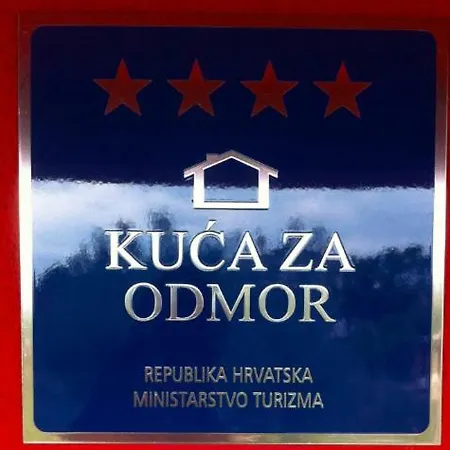 KUĆA ZA
ODMOR
REPUBLIKA HRVATSKA
MINISTARSTVO TURIZMA